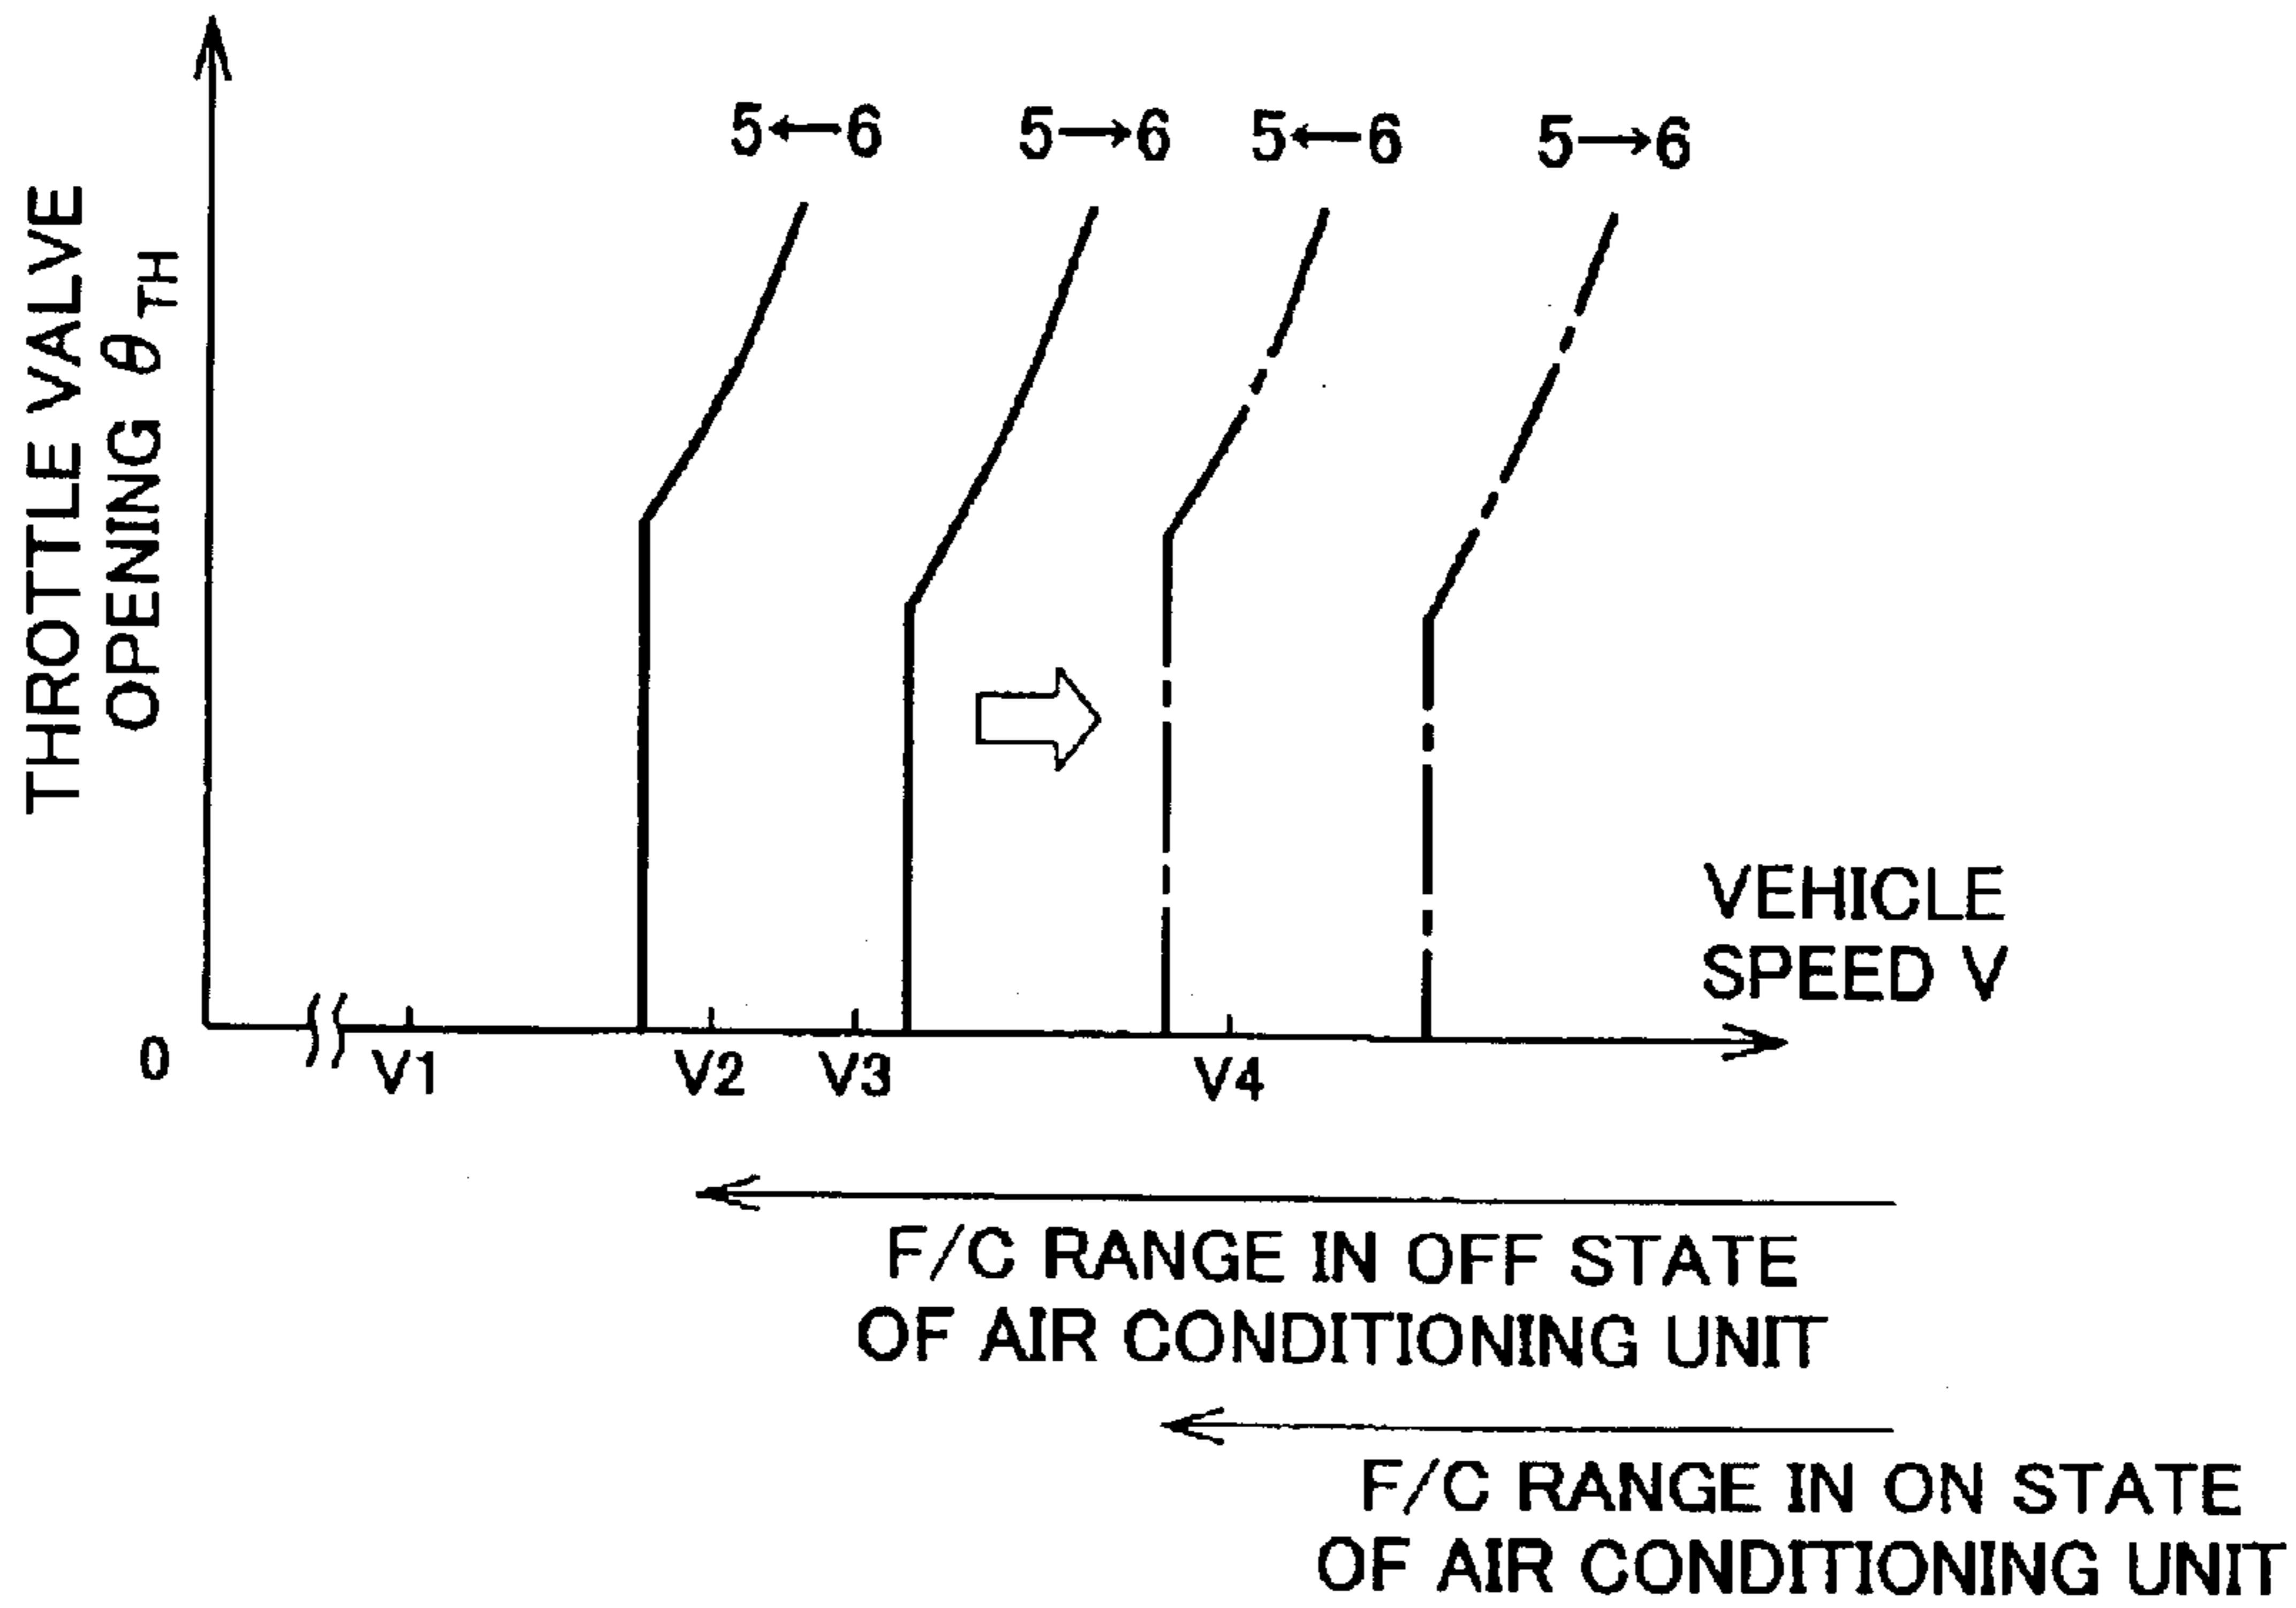 5←6
5→6
5←6
5→6
THROTTLE VALVE
OPENING θTH
VEHICLE
SPEED V
0
V1
V2
V3
V4
F/C RANGE IN OFF STATE
OF AIR CONDITIONING UNIT
F/C RANGE IN ON STATE
OF AIR CONDITIONING UNIT